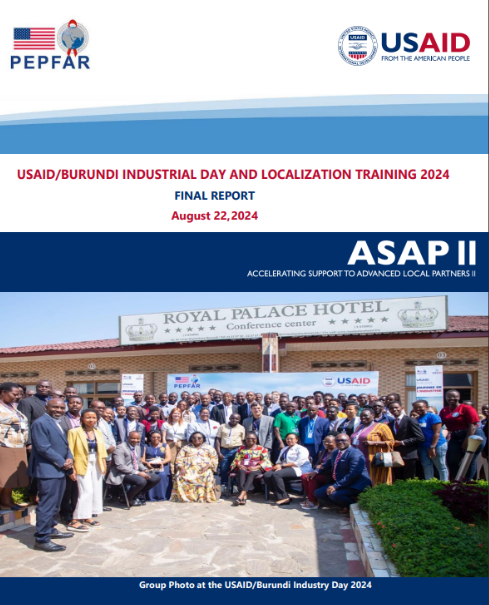 PEPFAR
USAID
FROM THE AMERICAN PEOPLE
USAID/BURUNDI INDUSTRIAL DAY AND LOCALIZATION TRAINING 2024
FINAL REPORT
August 22,2024
ASAP II
ACCELERATING SUPPORT TO ADVANCED LOCAL PARTNERS II
ROYAL PALACE HOTEL
Conference center
PEPFAR
USAID
Group Photo at the USAID/Burundi Industry Day 2024